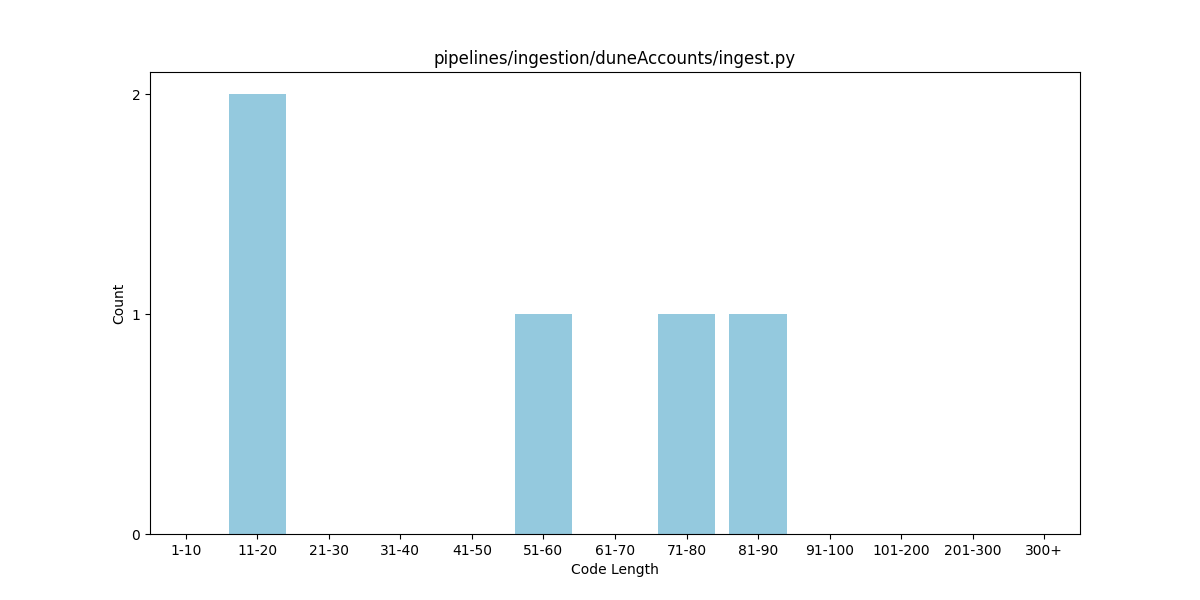 pipelines/ingestion/duneAccounts/ingest.py
2
1
0
Count
1-10 11-20 21-30 31-40 41-50 51-60 61-70 71-80 81-90 91-100 101-200 201-300 300+
Code Length